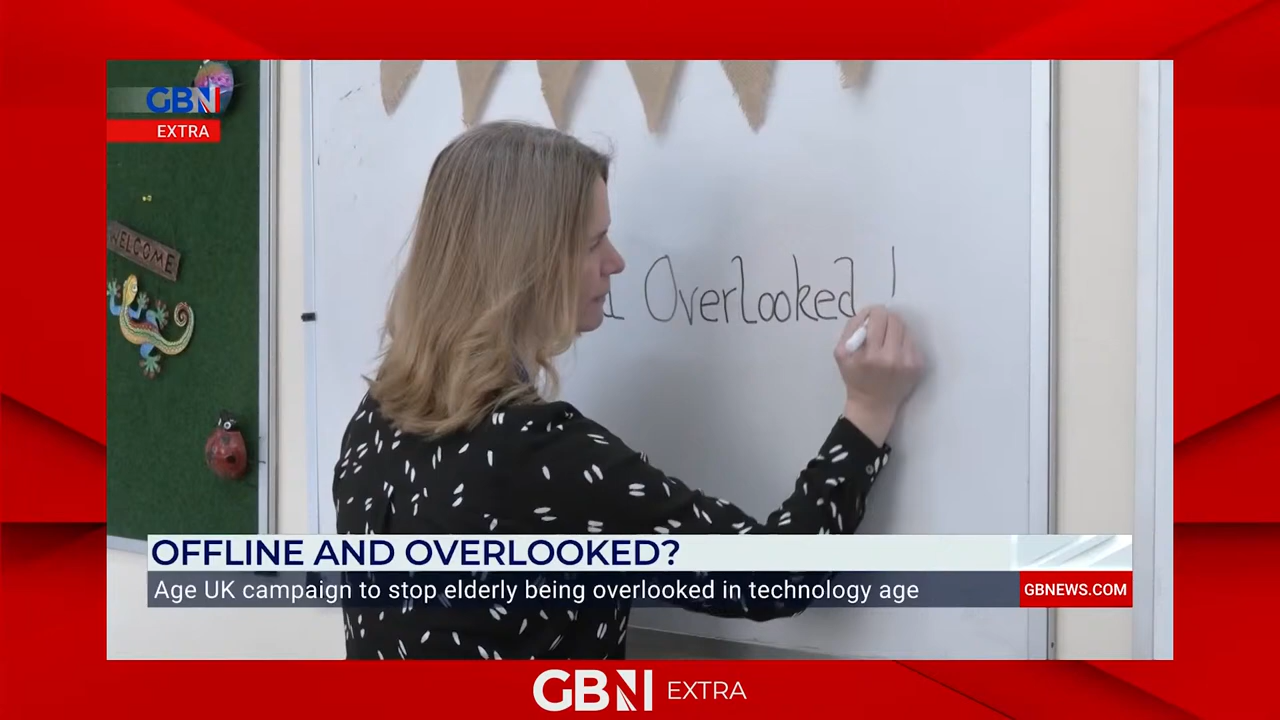 GBN
EXTRA
WELCOME
Overlooked !
OFFLINE AND OVERLOOKED?
Age UK campaign to stop elderly being overlooked in technology age
GBNEWS.COM
GBN EXTRA